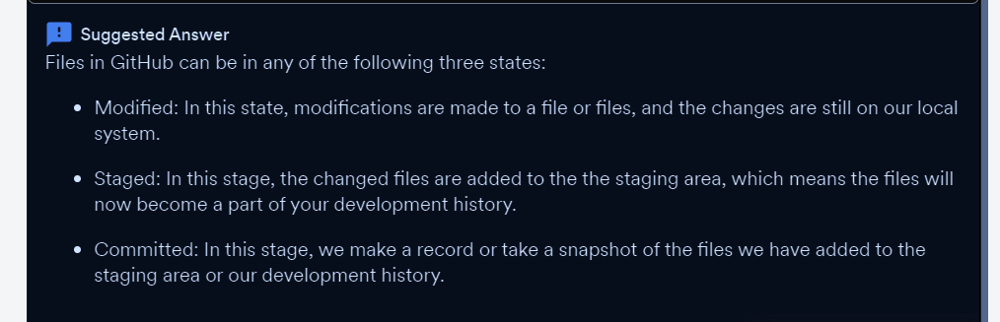 Suggested Answer
Files in GitHub can be in any of the following three states:
• Modified: In this state, modifications are made to a file or files, and the changes are still on our local
system.
• Staged: In this stage, the changed files are added to the the staging area, which means the files will
now become a part of your development history.
• Committed: In this stage, we make a record or take a snapshot of the files we have added to the
staging area or our development history.